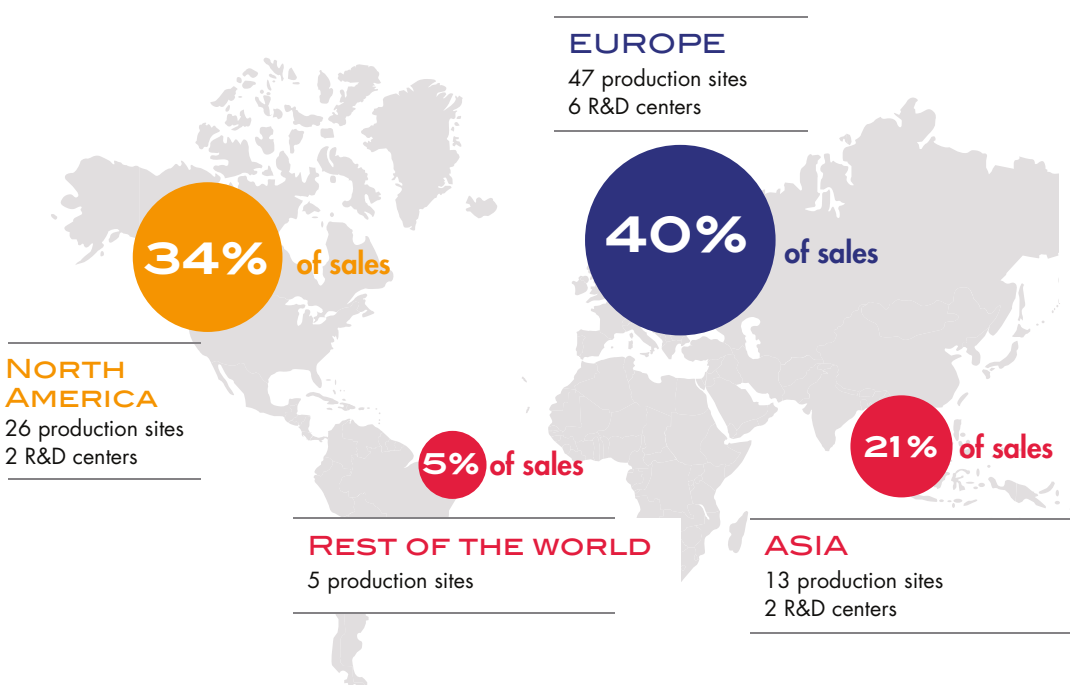 EUROPE
47 production sites
6 R&D centers
40%
of sales
34%
of sales
NORTH
AMERICA
26 production sites
2 R&D centers
5% of sales
REST OF THE WORLD
5 production sites
21% of sales
ASIA
13 production sites
2 R&D centers